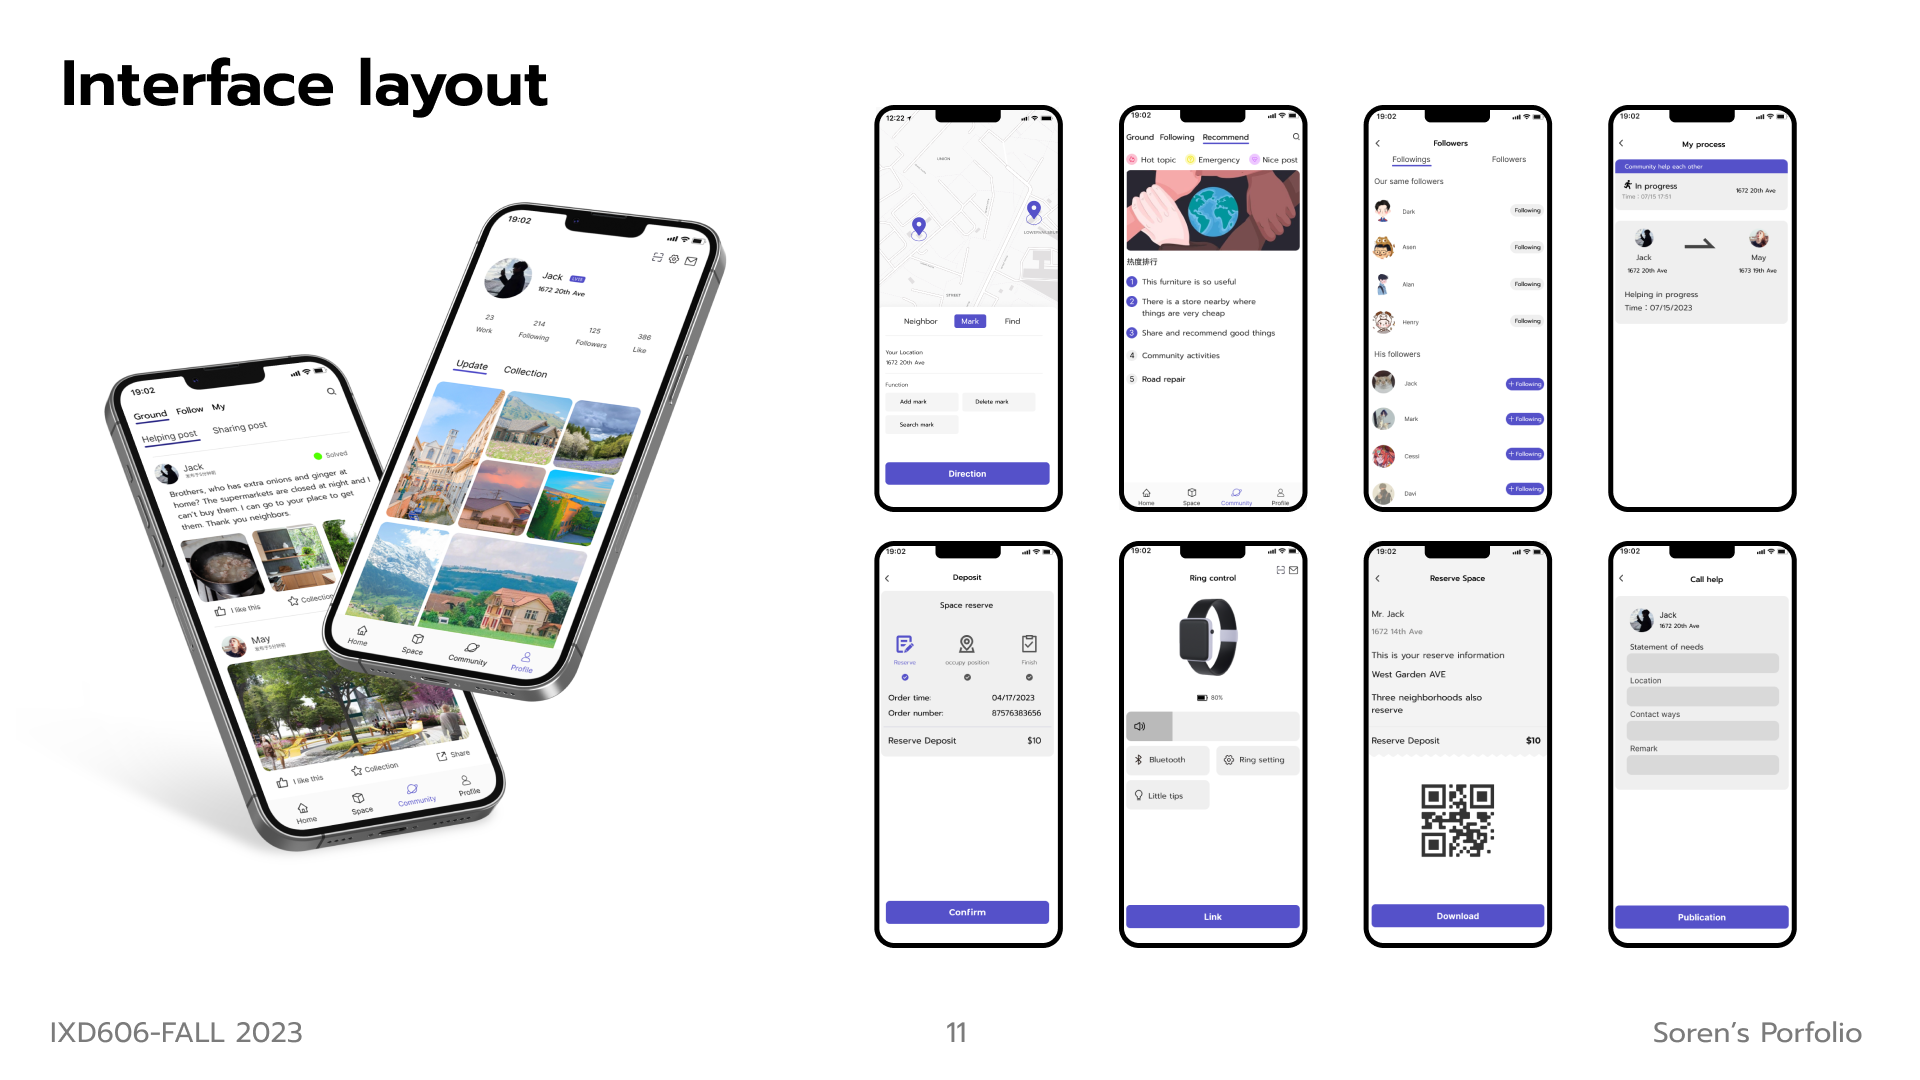 Interface layout
19:02
Jack
1672 20th Ave
23
Work
214
Following
125
Followers
386
Like
Update
Collection
Home
Space
Community
Profile
19:02
Ground Follow My
Helping post Sharing post
Jack
Solved
Brothers, who has extra onions and ginger at
home? The supermarkets are closed at night and I
can't buy them. I can go to your place to get
them. Thank you neighbors.
I like this
Collection
May
I like this
Collection
Share
Home
Space
Community
Profile
12:22
UNION
STREET
Neighbor Mark Find
Your Location
1672 20th Ave
Function
Add mark
Delete mark
Search mark
Direction
19:02
Ground Following Recommend
Hot topic Emergency Nice post
热度排行
1 This furniture is so useful
2 There is a store nearby where
things are very cheap
3 Share and recommend good things
4 Community activities
5 Road repair
Home Space Community Profile
19:02
Followers
Followings Followers
Our same followers
Dark Following
Asen Following
Alan Following
Henry Following
His followers
Jack + Following
Mark + Following
Cessi + Following
Davi + Following
19:02
My process
Community help each other
In progress
1672 20th Ave
Time : 07/15 17:51
Jack
1672 20th Ave
May
1673 19th Ave
Helping in progress
Time : 07/15/2023
19:02
Deposit
Space reserve
Reserve occupy position Finish
Order time: 04/17/2023
Order number: 87576383656
Reserve Deposit $10
Confirm
19:02
Ring control
80%
Bluetooth
Ring setting
Little tips
Link
19:02
Reserve Space
Mr. Jack
1672 14th Ave
This is your reserve information
West Garden AVE
Three neighborhoods also
reserve
Reserve Deposit $10
Download
19:02
Call help
Jack
1672 20th Ave
Statement of needs
Location
Contact ways
Remark
Publication
IXD606-FALL 2023
11
Soren's Porfolio